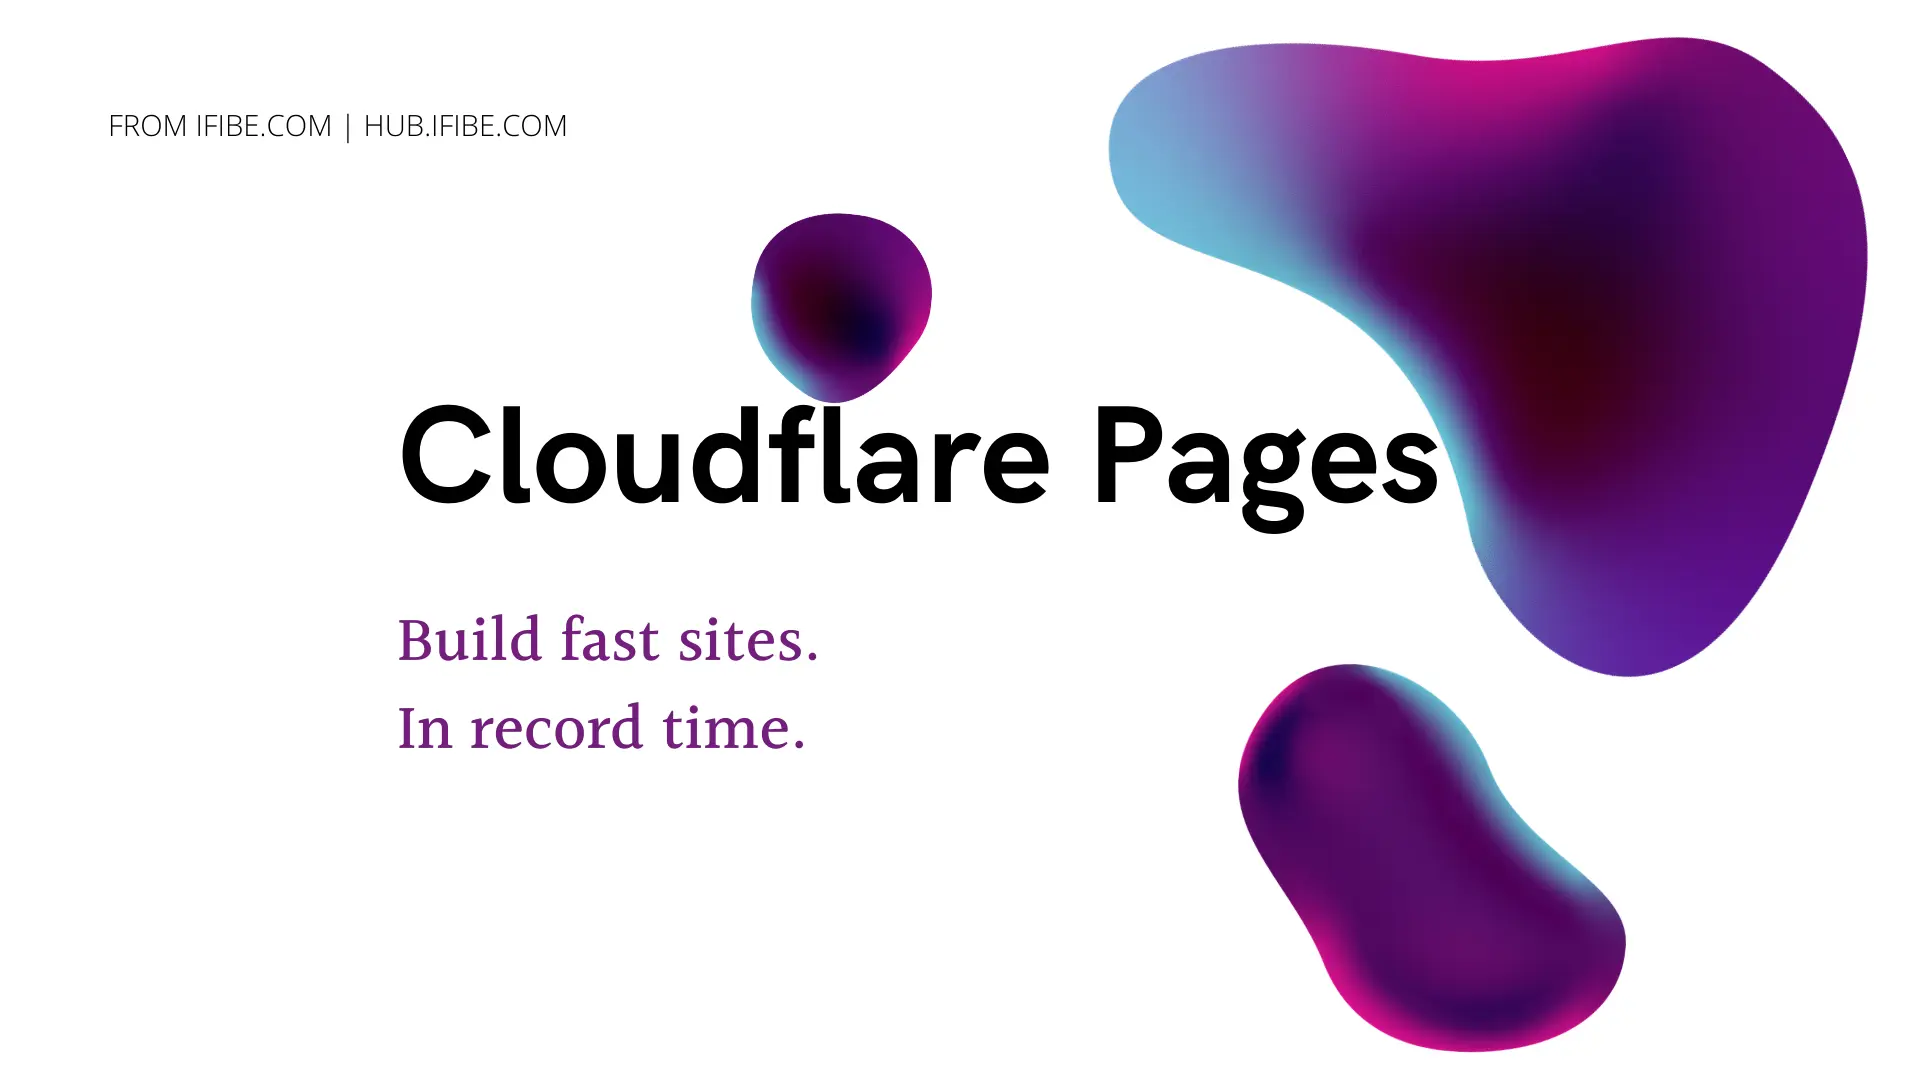 FROM IFIBE.COM | HUB.IFIBE.COM
Cloudflare Pages
Build fast sites.
In record time.